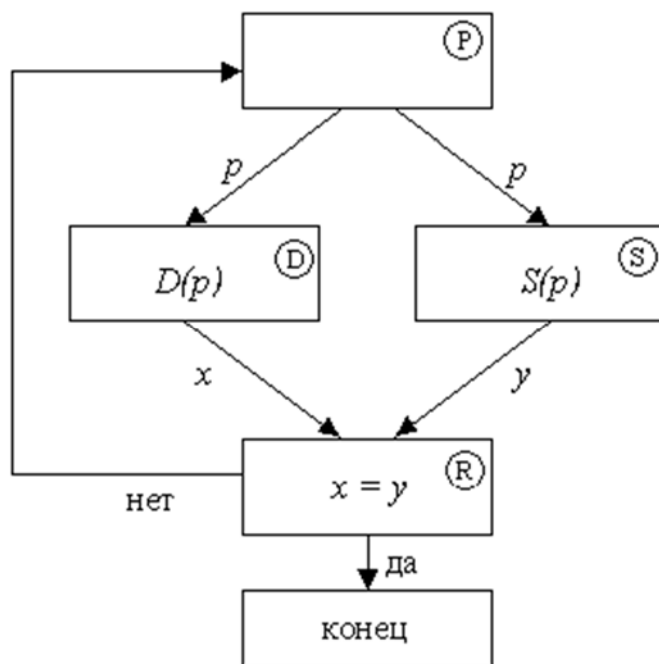 P
p p
D(p) D S(p) S
x y
x = y R
нет
да
конец